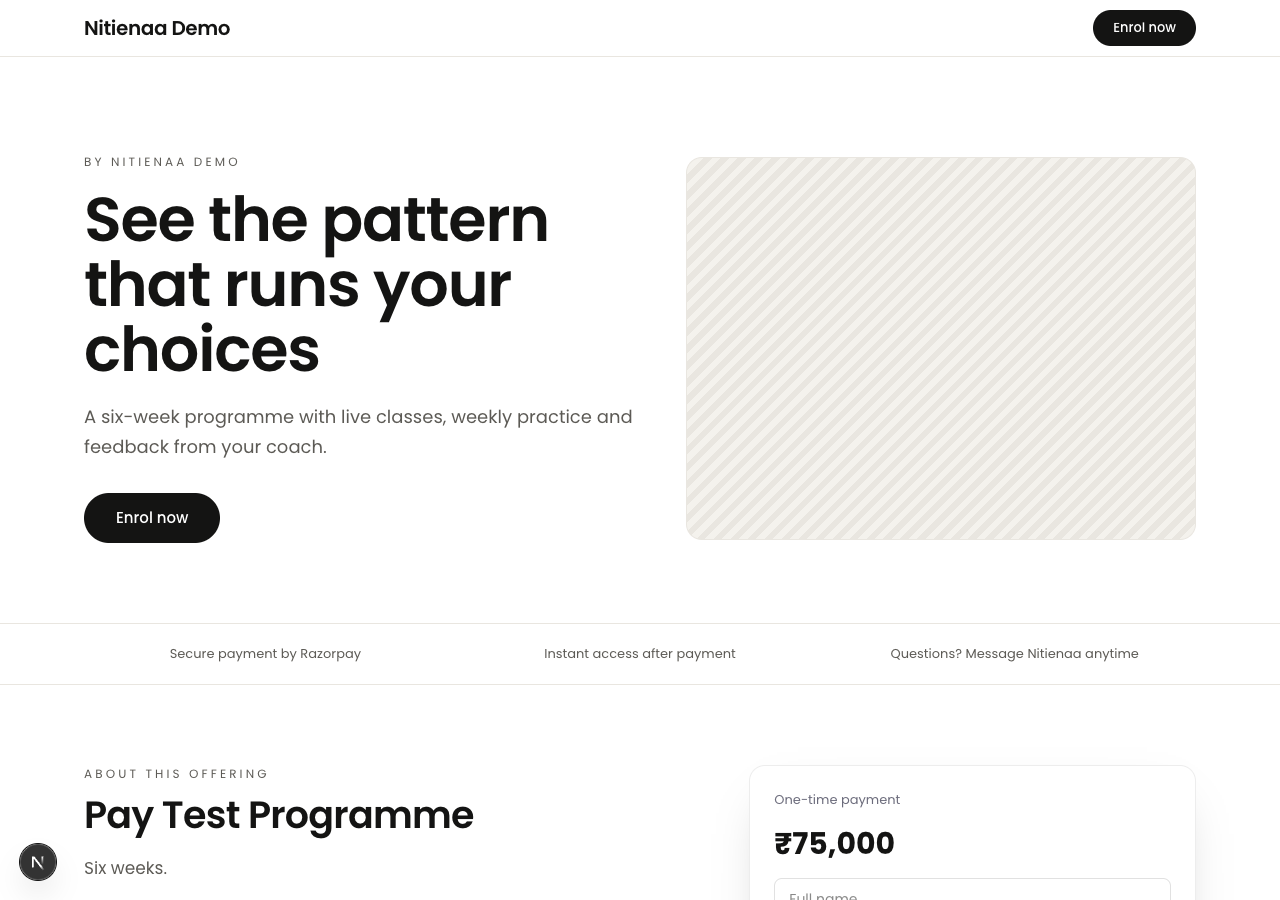 Nitienaa Demo
Enrol now
BY NITIENAA DEMO
See the pattern
that runs your
choices
A six-week programme with live classes, weekly practice and
feedback from your coach.
Enrol now
Secure payment by Razorpay
Instant access after payment
Questions? Message Nitienaa anytime
ABOUT THIS OFFERING
Pay Test Programme
Six weeks.
One-time payment
₹75,000
Full name
N